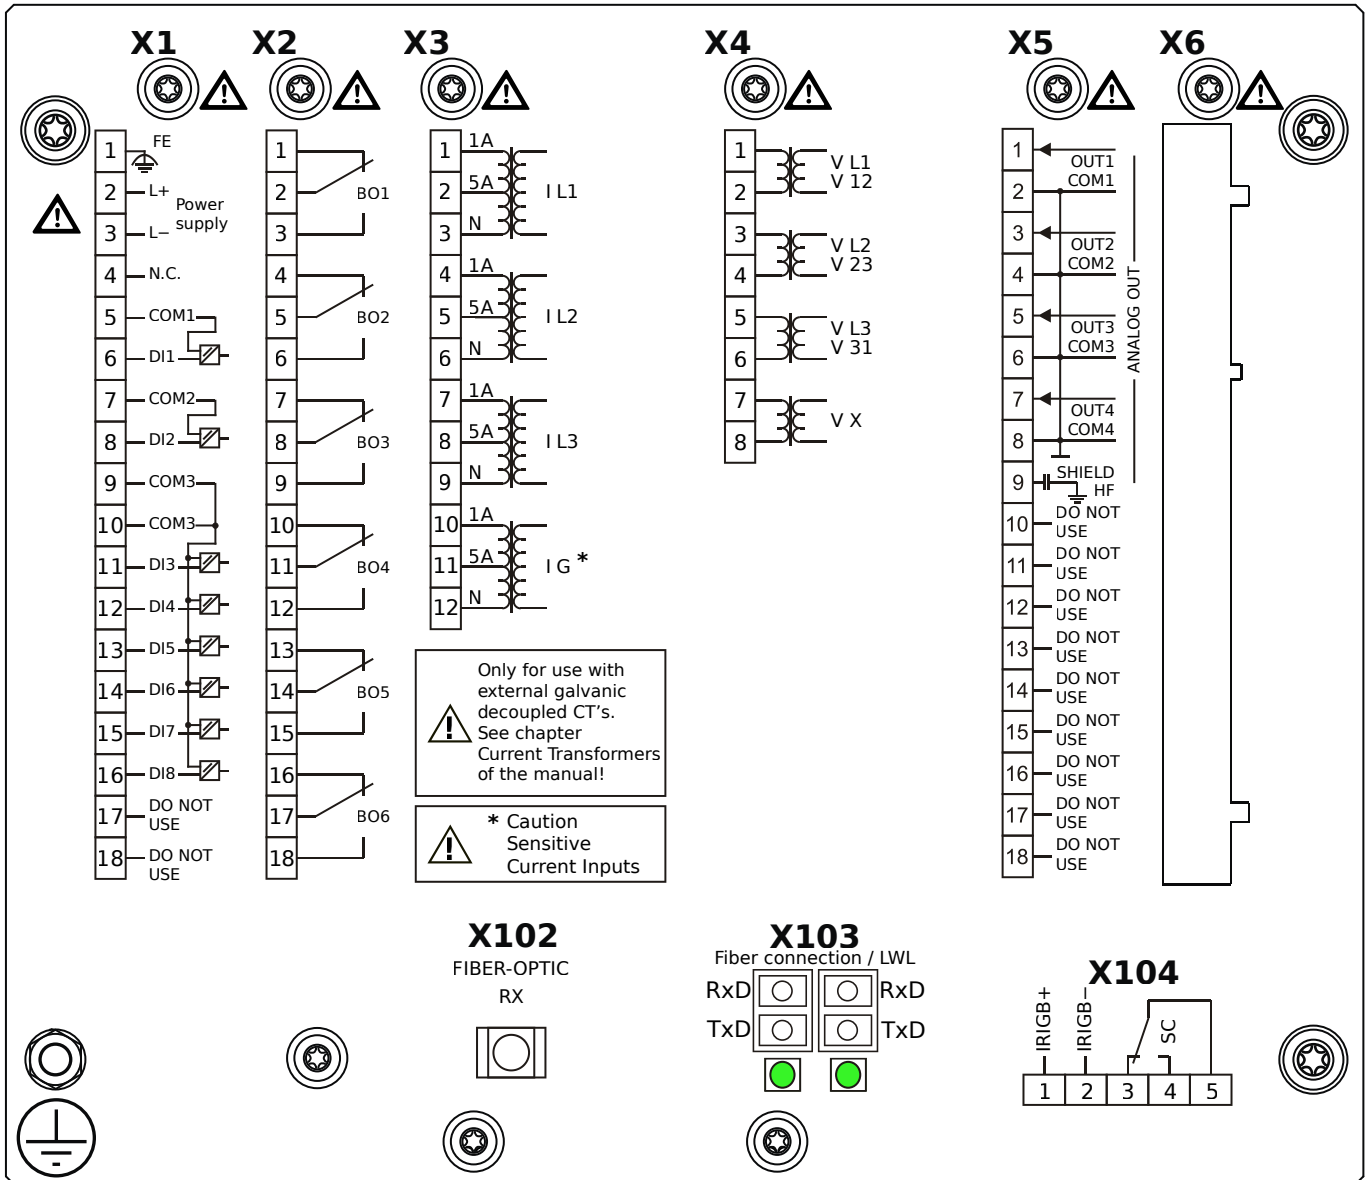 X1
X2
X3
X4
X5
X6
1
FE
2
L+
Power
supply
3
L−
4
N.C.
5
COM1
6
DI1
7
COM2
8
DI2
9
COM3
10
COM3
11
DI3
12
DI4
13
DI5
14
DI6
15
DI7
16
DI8
17
DO NOT
USE
18
DO NOT
USE
1
2
BO1
3
4
5
BO2
6
7
8
BO3
9
10
11
BO4
12
13
14
BO5
15
16
17
BO6
18
1
1A
2
5A
I L1
3
N
4
1A
5
5A
I L2
6
N
7
1A
8
5A
I L3
9
N
10
1A
11
5A
I G *
12
N
Only for use with
external galvanic
decoupled CT's.
See chapter
Current Transformers
of the manual!
* Caution
Sensitive
Current Inputs
1
V L1
2
V 12
3
V L2
4
V 23
5
V L3
6
V 31
7
V X
8
1
OUT1
2
COM1
3
OUT2
4
COM2
5
OUT3
6
COM3
7
OUT4
8
COM4
ANALOG OUT
9
SHIELD
HF
10
DO NOT
USE
11
DO NOT
USE
12
DO NOT
USE
13
DO NOT
USE
14
DO NOT
USE
15
DO NOT
USE
16
DO NOT
USE
17
DO NOT
USE
18
DO NOT
USE
X102
FIBER-OPTIC
RX
X103
Fiber connection / LWL
RxD
RxD
TxD
TxD
X104
IRIGB+
IRIGB−
SC
1
2
3
4
5